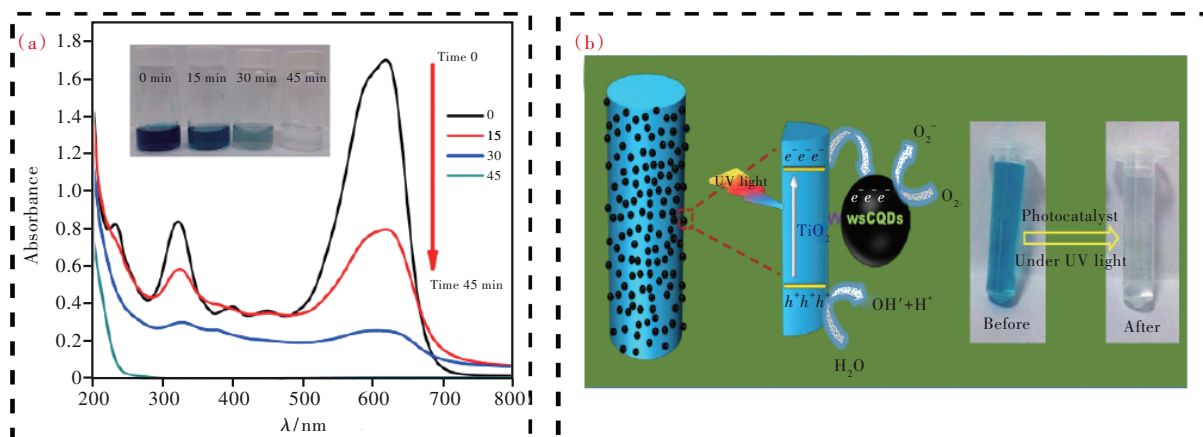 (a)
1.8
1.6
1.4
1.2
1.0
0.8
0.6
0.4
0.2
0
Absorbance
200 300 400 500 600 700 800
λ/nm
0 min 15 min 30 min 45 min
Time 0
0
15
30
45
Time 45 min
(b)
UV light
e⁻ e⁻ e⁻
TiO₂
W
h⁺h⁺h⁺
e⁻ e⁻ e⁻
wsCQDs
O₂⁻
O₂
OH′+H⁺
H₂O
Photocatalyst
Under UV light
Before
After